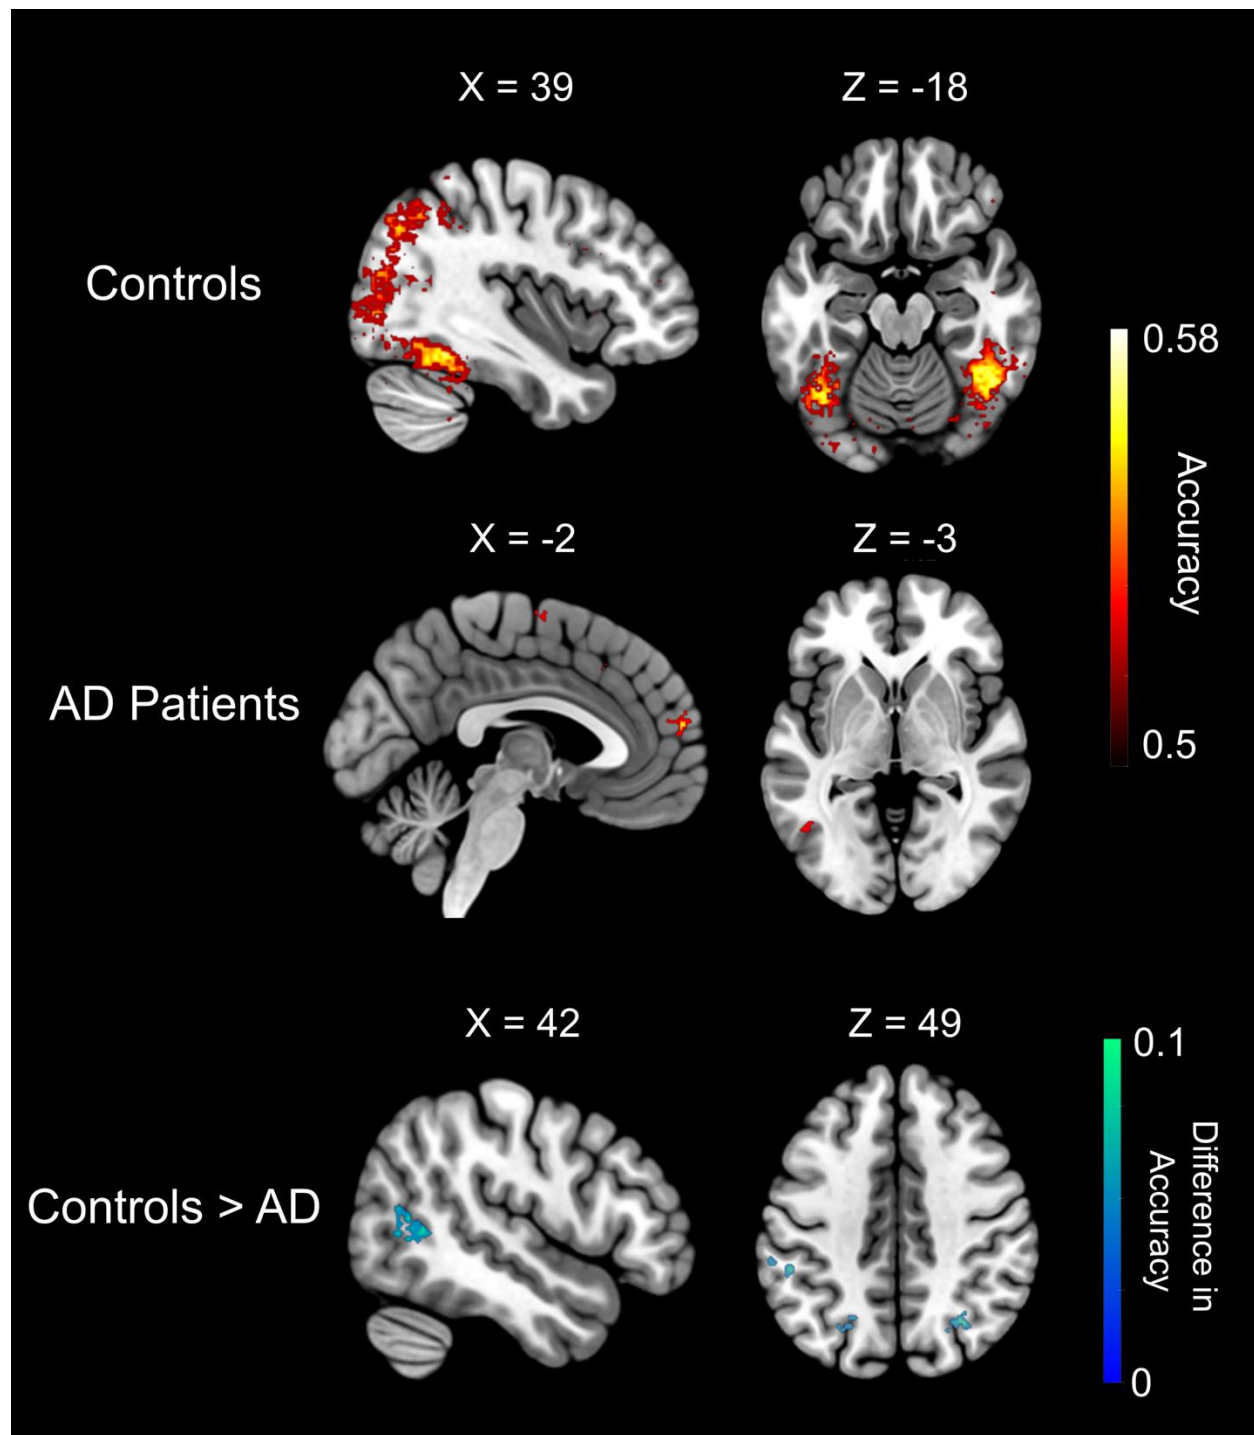 X = 39
Z = -18
Controls
0.58
Accuracy
0.5
X = -2
Z = -3
AD Patients
X = 42
Z = 49
Controls > AD
0.1
Difference in
Accuracy
0